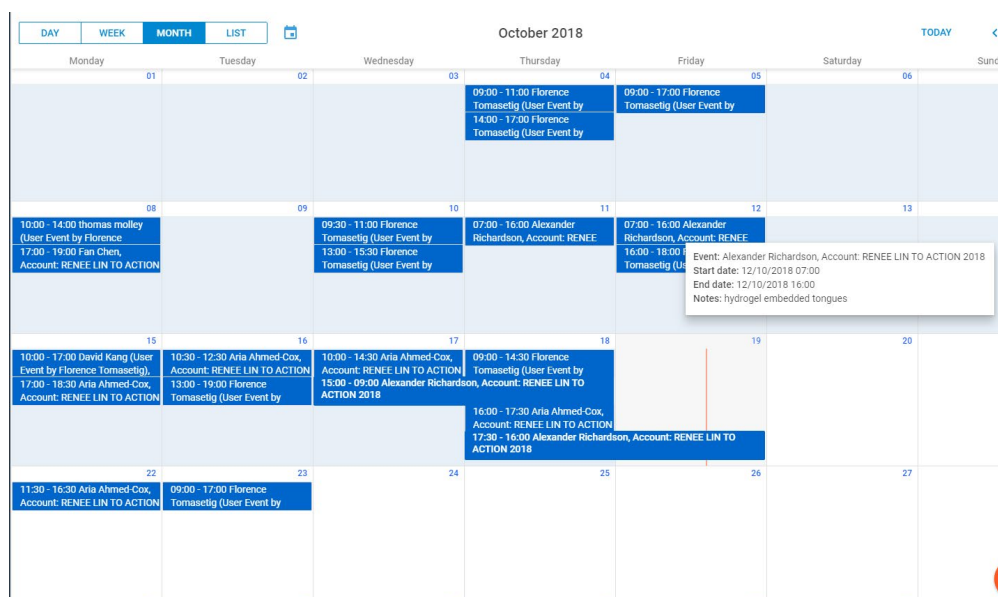 DAY WEEK MONTH LIST October 2018 TODAY
Monday Tuesday Wednesday Thursday Friday Saturday Sund
01 02 03 04 05 06
09:00 - 11:00 Florence
Tomasetig (User Event by
14:00 - 17:00 Florence
Tomasetig (User Event by
09:00 - 17:00 Florence
Tomasetig (User Event by
08 09 10 11 12 13
10:00 - 14:00 thomas molley
(User Event by Florence
17:00 - 19:00 Fan Chen,
Account: RENEE LIN TO ACTION
09:30 - 11:00 Florence
Tomasetig (User Event by
13:00 - 15:30 Florence
Tomasetig (User Event by
07:00 - 16:00 Alexander
Richardson, Account: RENEE
07:00 - 16:00 Alexander
Richardson, Account: RENEE
16:00 - 18:00 F
Tomasetig (Us
Event: Alexander Richardson, Account: RENEE LIN TO ACTION 2018
Start date: 12/10/2018 07:00
End date: 12/10/2018 16:00
Notes: hydrogel embedded tongues
15 16 17 18 19 20
10:00 - 17:00 David Kang (User
Event by Florence Tomasetig),
17:00 - 18:30 Aria Ahmed-Cox,
Account: RENEE LIN TO ACTION
10:30 - 12:30 Aria Ahmed-Cox,
Account: RENEE LIN TO ACTION
13:00 - 19:00 Florence
Tomasetig (User Event by
10:00 - 14:30 Aria Ahmed-Cox,
Account: RENEE LIN TO ACTION
09:00 - 14:30 Florence
Tomasetig (User Event by
15:00 - 09:00 Alexander Richardson, Account: RENEE LIN TO
ACTION 2018
16:00 - 17:30 Aria Ahmed-Cox,
Account: RENEE LIN TO ACTION
17:30 - 16:00 Alexander Richardson, Account: RENEE LIN TO
ACTION 2018
22 23 24 25 26 27
11:30 - 16:30 Aria Ahmed-Cox,
Account: RENEE LIN TO ACTION
09:00 - 17:00 Florence
Tomasetig (User Event by